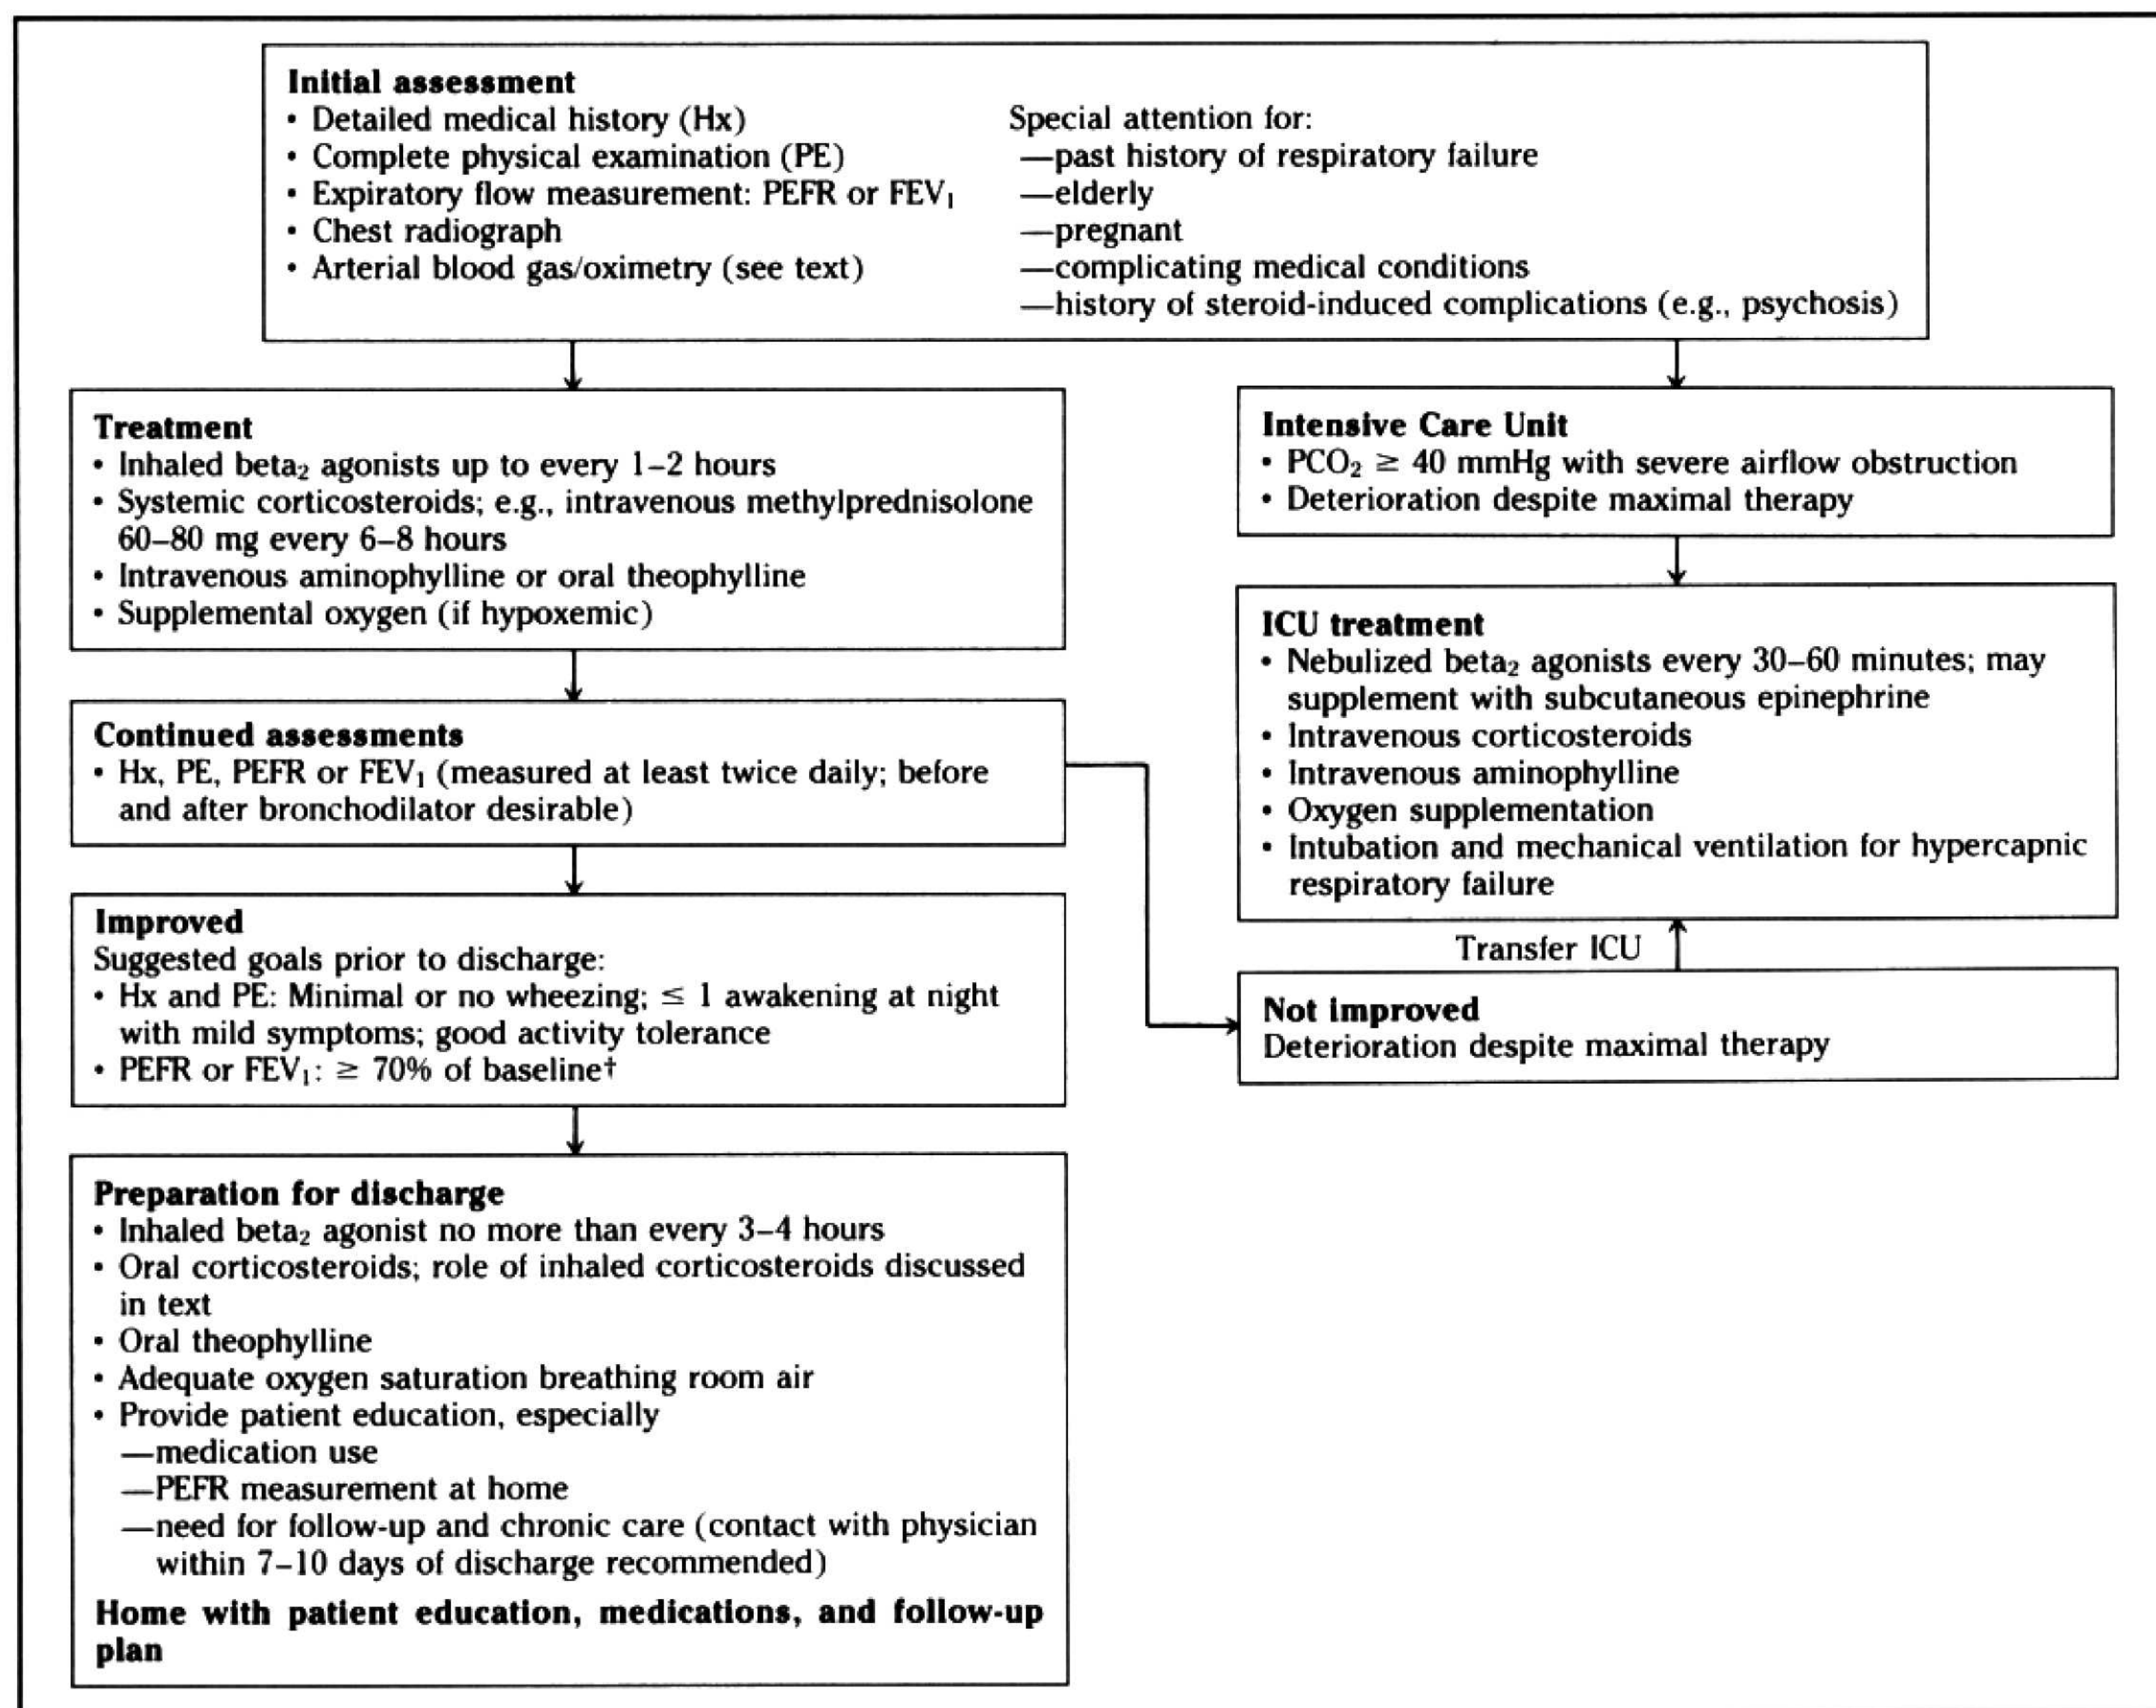 Initial assessment
• Detailed medical history (Hx)
• Complete physical examination (PE)
• Expiratory flow measurement: PEFR or FEV₁
• Chest radiograph
• Arterial blood gas/oximetry (see text)
Special attention for:
—past history of respiratory failure
—elderly
—pregnant
—complicating medical conditions
—history of steroid-induced complications (e.g., psychosis)
Treatment
• Inhaled beta₂ agonists up to every 1–2 hours
• Systemic corticosteroids; e.g., intravenous methylprednisolone
60–80 mg every 6–8 hours
• Intravenous aminophylline or oral theophylline
• Supplemental oxygen (if hypoxemic)
Continued assessments
• Hx, PE, PEFR or FEV₁ (measured at least twice daily; before
and after bronchodilator desirable)
Improved
Suggested goals prior to discharge:
• Hx and PE: Minimal or no wheezing; ≤ 1 awakening at night
with mild symptoms; good activity tolerance
• PEFR or FEV₁: ≥ 70% of baseline†
Preparation for discharge
• Inhaled beta₂ agonist no more than every 3–4 hours
• Oral corticosteroids; role of inhaled corticosteroids discussed
in text
• Oral theophylline
• Adequate oxygen saturation breathing room air
• Provide patient education, especially
—medication use
—PEFR measurement at home
—need for follow-up and chronic care (contact with physician
within 7–10 days of discharge recommended)
Home with patient education, medications, and follow-up
plan
Intensive Care Unit
• PCO₂ ≥ 40 mmHg with severe airflow obstruction
• Deterioration despite maximal therapy
ICU treatment
• Nebulized beta₂ agonists every 30–60 minutes; may
supplement with subcutaneous epinephrine
• Intravenous corticosteroids
• Intravenous aminophylline
• Oxygen supplementation
• Intubation and mechanical ventilation for hypercapnic
respiratory failure
Transfer ICU
Not improved
Deterioration despite maximal therapy